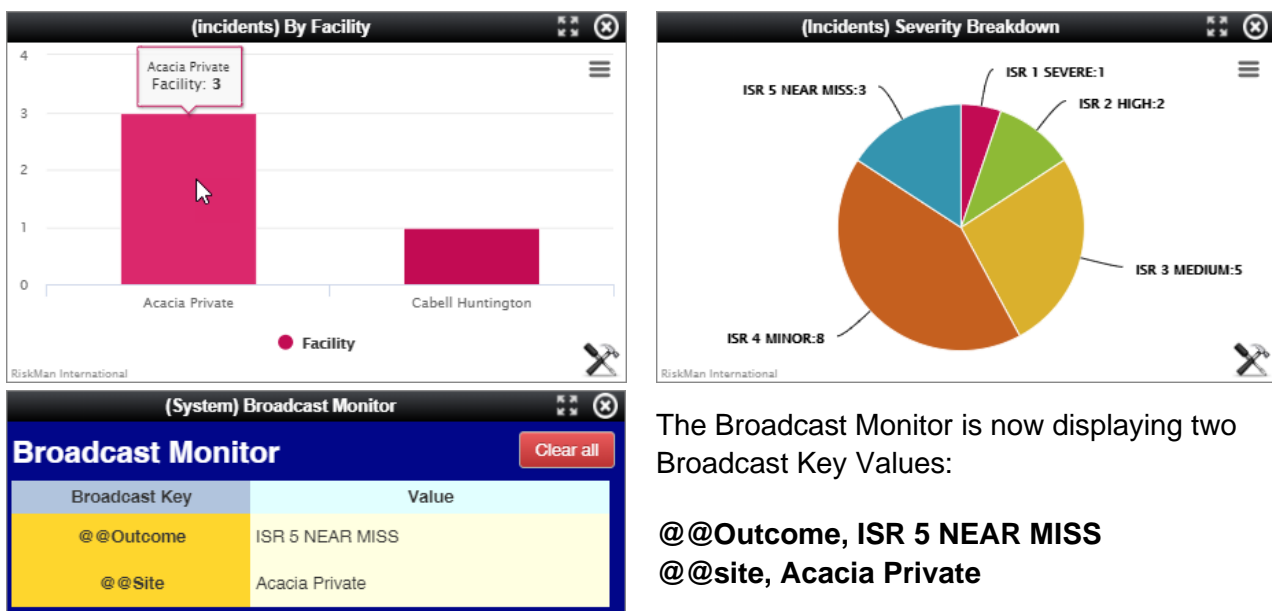 (incidents) By Facility
4
3
2
1
0
Acacia Private
Facility: 3
Acacia Private
Cabell Huntington
Facility
RiskMan International
(Incidents) Severity Breakdown
ISR 1 SEVERE:1
ISR 5 NEAR MISS:3
ISR 2 HIGH:2
ISR 3 MEDIUM:5
ISR 4 MINOR:8
RiskMan International
(System) Broadcast Monitor
Broadcast Monitor
Clear all
Broadcast Key Value
@@Outcome ISR 5 NEAR MISS
@@Site Acacia Private
The Broadcast Monitor is now displaying two
Broadcast Key Values:
@@Outcome, ISR 5 NEAR MISS
@@site, Acacia Private